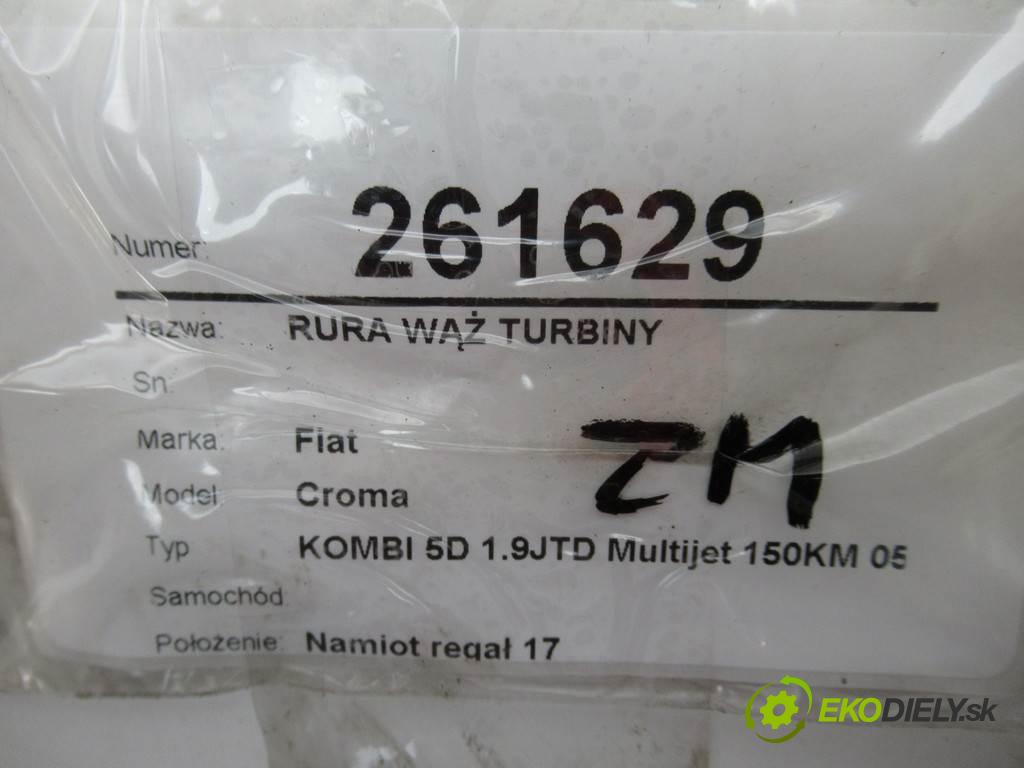 Numer: 261629
Nazwa: RURA WĄŻ TURBINY
Sn:
Marka: Fiat
ZM
Model: Croma
Typ KOMBI 5D 1.9JTD Multijet 150KM 05
Samochód:
Położenie: Namiot regał 17
EKODIELY.sk